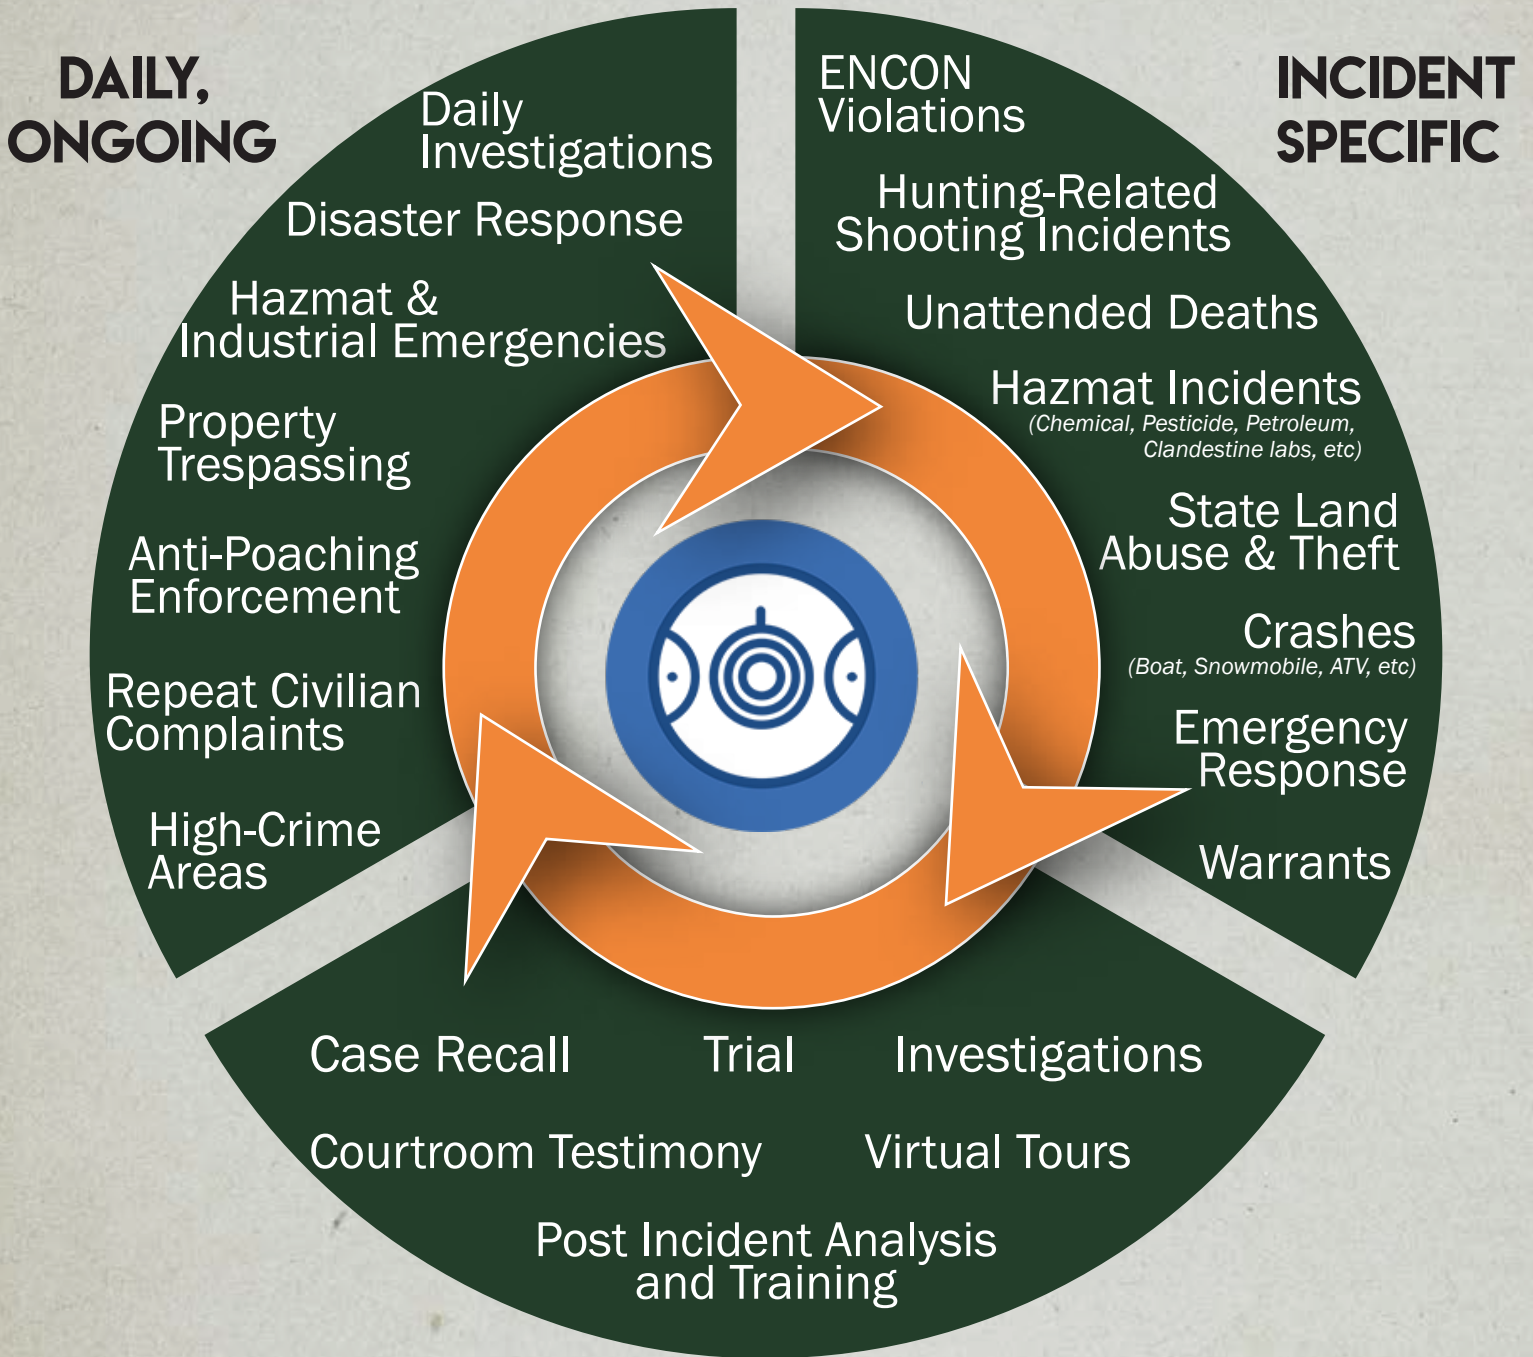 DAILY,
ONGOING
Daily
Investigations
Disaster Response
Hazmat &
Industrial Emergencies
Property
Trespassing
Anti-Poaching
Enforcement
Repeat Civilian
Complaints
High-Crime
Areas
INCIDENT
SPECIFIC
ENCON
Violations
Hunting-Related
Shooting Incidents
Unattended Deaths
Hazmat Incidents
(Chemical, Pesticide, Petroleum,
Clandestine labs, etc)
State Land
Abuse & Theft
Crashes
(Boat, Snowmobile, ATV, etc)
Emergency
Response
Warrants
Case Recall Trial Investigations
Courtroom Testimony Virtual Tours
Post Incident Analysis
and Training